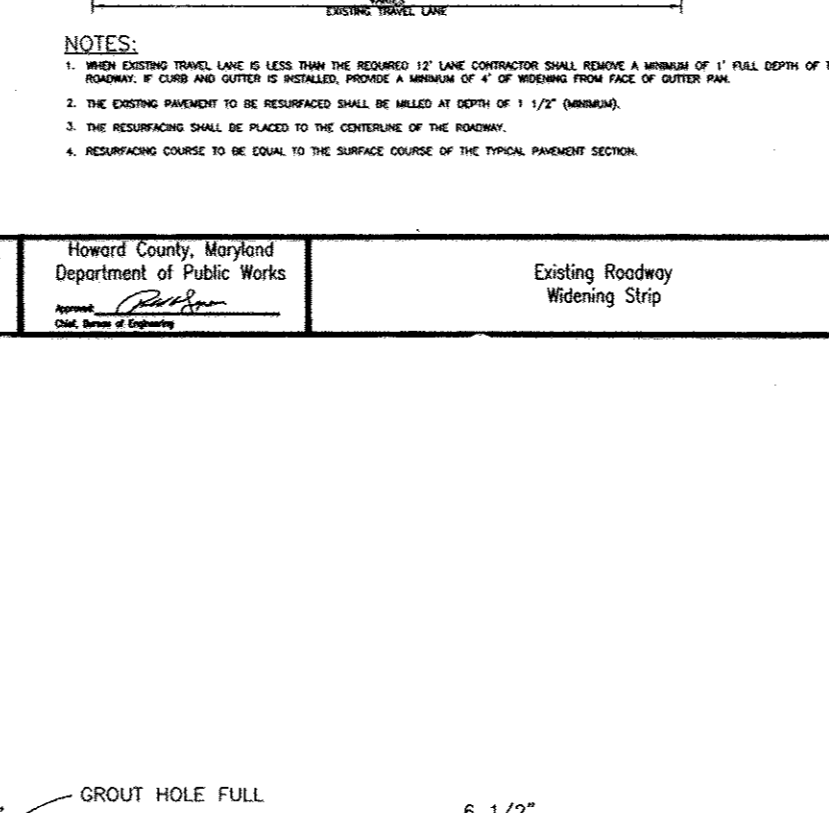 VARIES
EXISTING TRAVEL LANE
NOTES:
1. WHEN EXISTING TRAVEL LANE IS LESS THAN THE REQUIRED 12' LANE CONTRACTOR SHALL REMOVE A MINIMUM OF 1' FULL DEPTH OF
ROADWAY. IF CURB AND GUTTER IS INSTALLED, PROVIDE A MINIMUM OF 4' OF WIDENING FROM FACE OF GUTTER PAN.
2. THE EXISTING PAVEMENT TO BE RESURFACED SHALL BE MILLED AT DEPTH OF 1 1/2" (MINIMUM).
3. THE RESURFACING SHALL BE PLACED TO THE CENTERLINE OF THE ROADWAY.
4. RESURFACING COURSE TO BE EQUAL TO THE SURFACE COURSE OF THE TYPICAL PAVEMENT SECTION.
Howard County, Maryland
Department of Public Works
Approved:
Chief, Bureau of Engineering
Existing Roadway
Widening Strip
GROUT HOLE FULL
6 1/2"